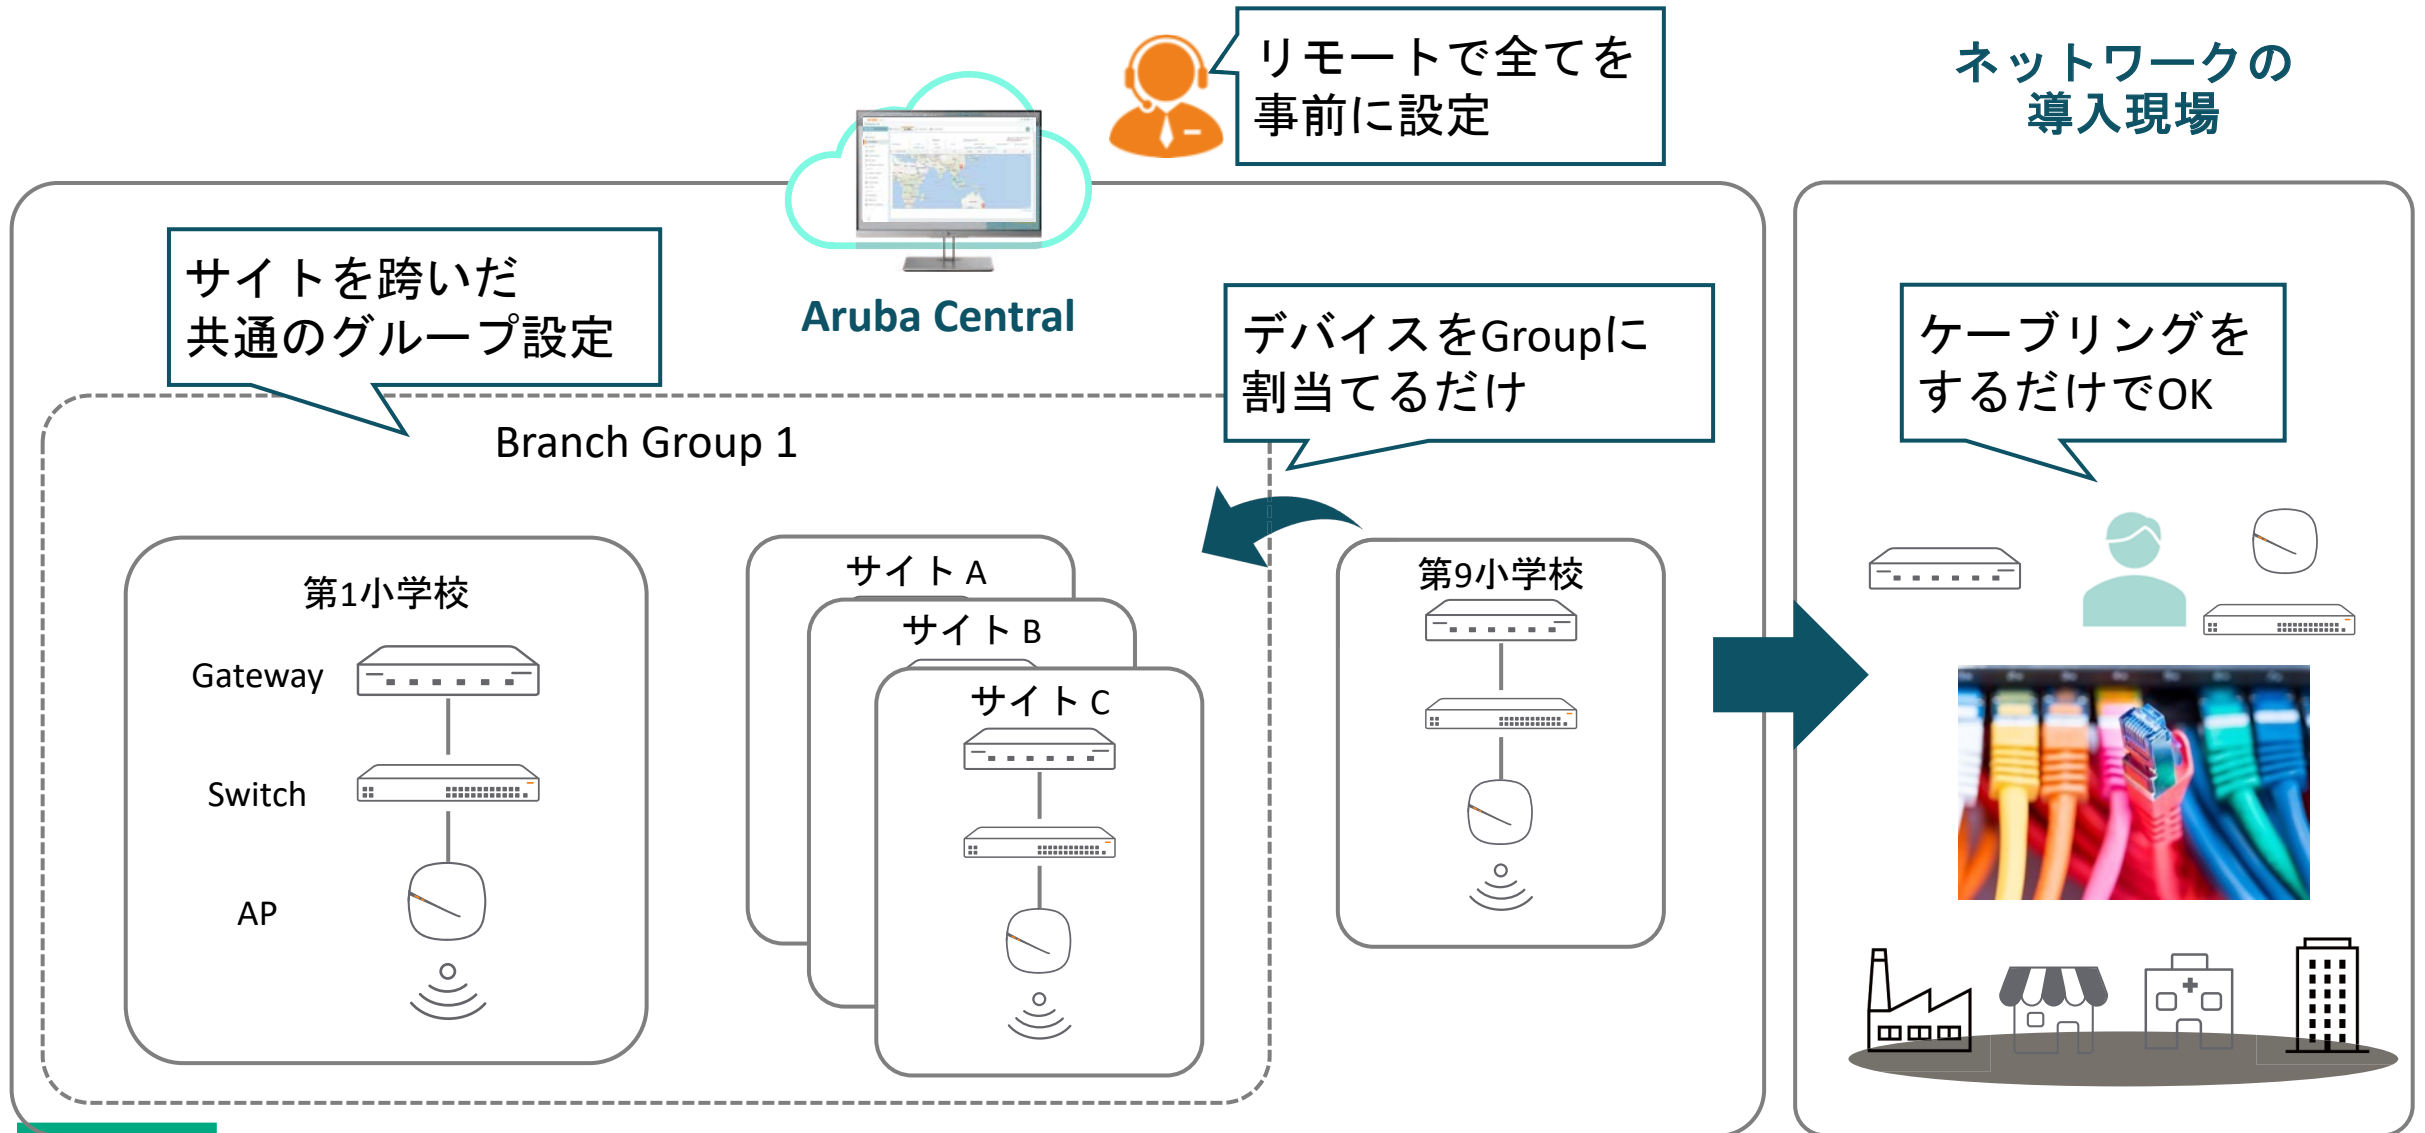 リモートで全てを
事前に設定
ネットワークの
導入現場
サイトを跨いだ
共通のグループ設定
Aruba Central
デバイスをGroupに
割当てるだけ
ケーブリングを
するだけでOK
Branch Group 1
第1小学校
Gateway
Switch
AP
サイト A
サイト B
サイト C
第9小学校